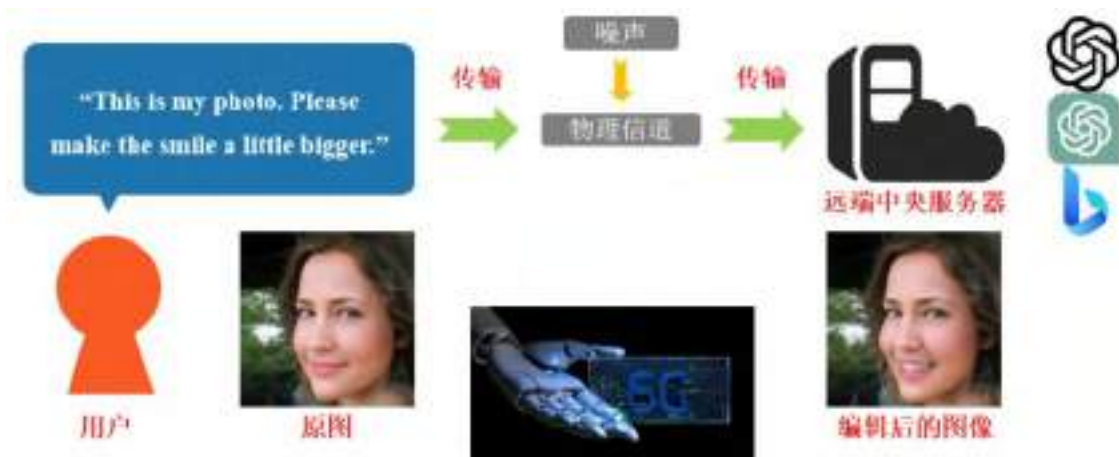 噪声
传输
传输
“This is my photo. Please
make the smile a little bigger.”
物理信道
远端中央服务器
6G
用户
原图
编辑后的图像